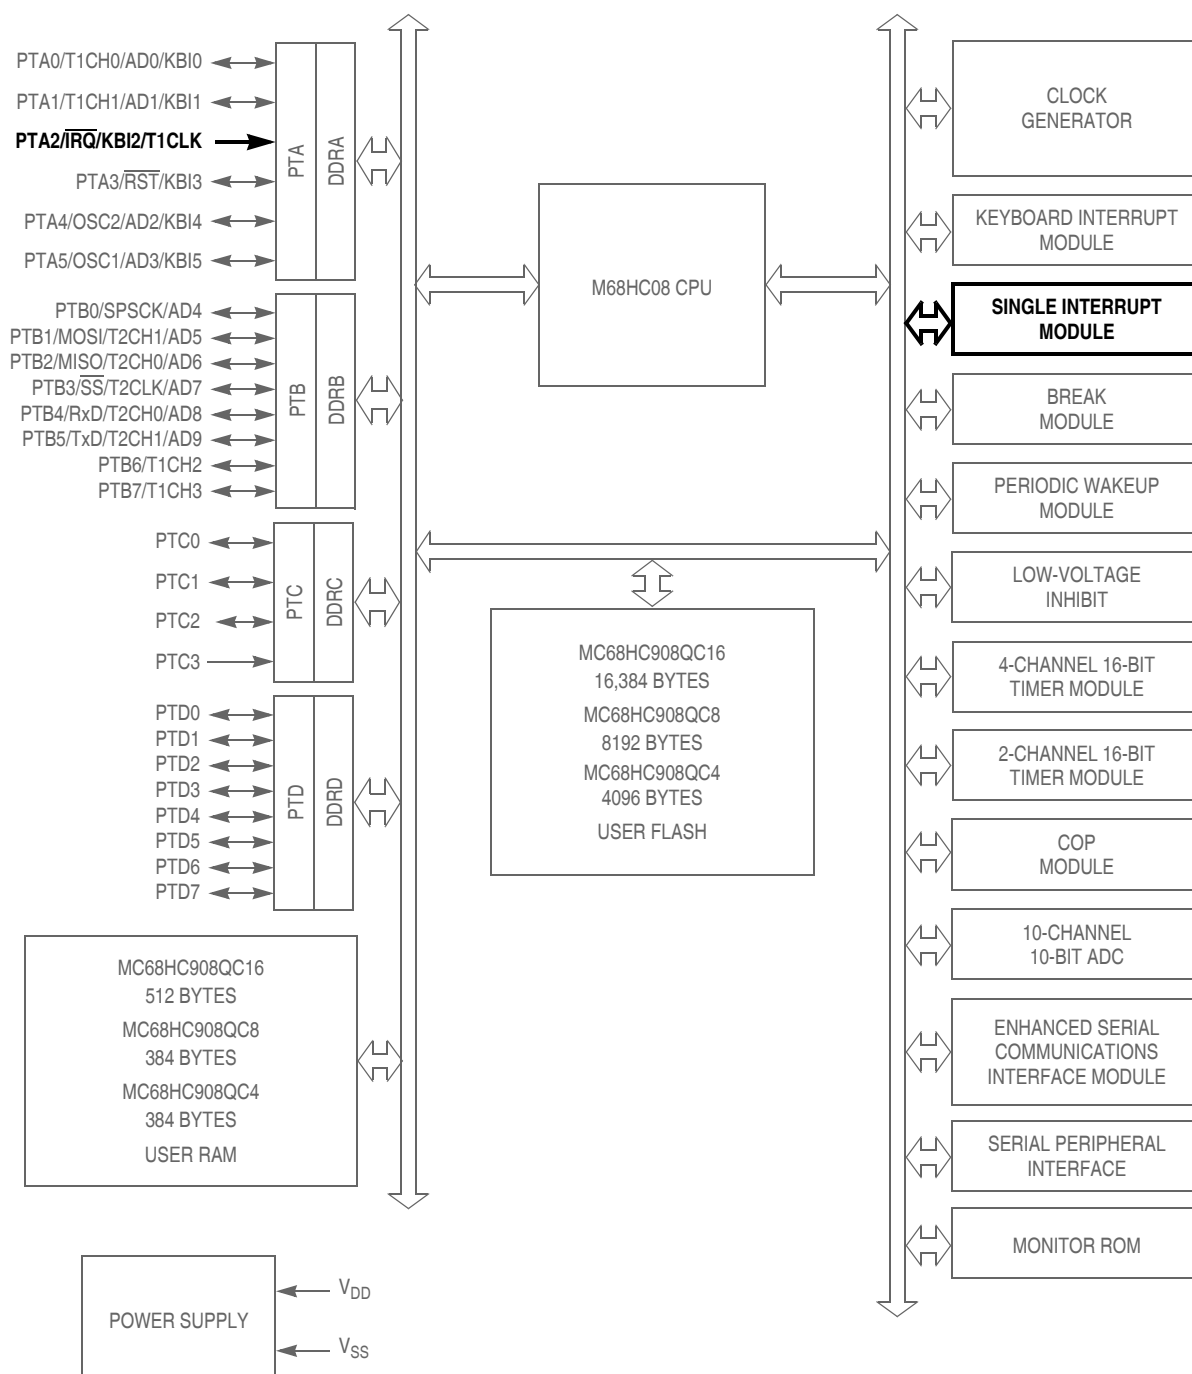 PTA0/T1CH0/AD0/KBI0
PTA1/T1CH1/AD1/KBI1
PTA2/I̅R̅Q̅/KBI2/T1CLK
PTA3/R̅S̅T̅/KBI3
PTA4/OSC2/AD2/KBI4
PTA5/OSC1/AD3/KBI5
PTA
DDRA
PTB0/SPSCK/AD4
PTB1/MOSI/T2CH1/AD5
PTB2/MISO/T2CH0/AD6
PTB3/S̅S̅/T2CLK/AD7
PTB4/RxD/T2CH0/AD8
PTB5/TxD/T2CH1/AD9
PTB6/T1CH2
PTB7/T1CH3
PTB
DDRB
PTC0
PTC1
PTC2
PTC3
PTC
DDRC
PTD0
PTD1
PTD2
PTD3
PTD4
PTD5
PTD6
PTD7
PTD
DDRD
MC68HC908QC16
512 BYTES
MC68HC908QC8
384 BYTES
MC68HC908QC4
384 BYTES
USER RAM
POWER SUPPLY
VDD
VSS
M68HC08 CPU
MC68HC908QC16
16,384 BYTES
MC68HC908QC8
8192 BYTES
MC68HC908QC4
4096 BYTES
USER FLASH
CLOCK
GENERATOR
KEYBOARD INTERRUPT
MODULE
SINGLE INTERRUPT
MODULE
BREAK
MODULE
PERIODIC WAKEUP
MODULE
LOW-VOLTAGE
INHIBIT
4-CHANNEL 16-BIT
TIMER MODULE
2-CHANNEL 16-BIT
TIMER MODULE
COP
MODULE
10-CHANNEL
10-BIT ADC
ENHANCED SERIAL
COMMUNICATIONS
INTERFACE MODULE
SERIAL PERIPHERAL
INTERFACE
MONITOR ROM